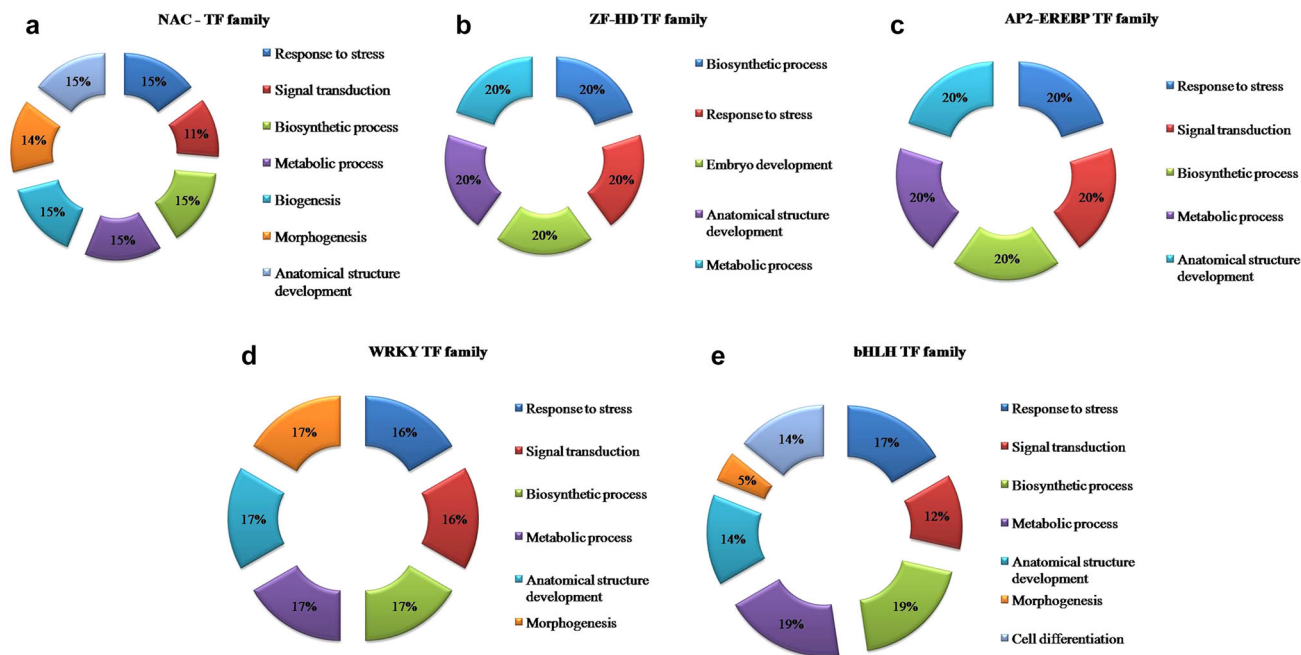 a
NAC - TF family
15%
11%
15%
15%
15%
14%
15%
Response to stress
Signal transduction
Biosynthetic process
Metabolic process
Biogenesis
Morphogenesis
Anatomical structure
development
b
ZF-HD TF family
20%
20%
20%
20%
20%
Biosynthetic process
Response to stress
Embryo development
Anatomical structure
development
Metabolic process
c
AP2-EREBP TF family
20%
20%
20%
20%
20%
Response to stress
Signal transduction
Biosynthetic process
Metabolic process
Anatomical structure
development
d
WRKY TF family
16%
16%
17%
17%
17%
17%
Response to stress
Signal transduction
Biosynthetic process
Metabolic process
Anatomical structure
development
Morphogenesis
e
bHLH TF family
17%
12%
19%
19%
14%
5%
14%
Response to stress
Signal transduction
Biosynthetic process
Metabolic process
Anatomical structure
development
Morphogenesis
Cell differentiation